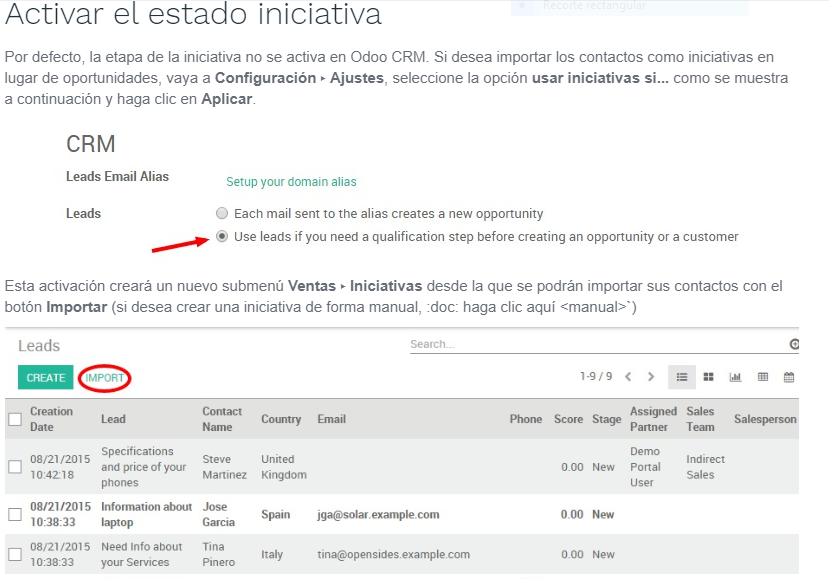 Activar el estado iniciativa
Recorte rectangular
Por defecto, la etapa de la iniciativa no se activa en Odoo CRM. Si desea importar los contactos como iniciativas en
lugar de oportunidades, vaya a Configuración ‣ Ajustes, seleccione la opción usar iniciativas si... como se muestra
a continuación y haga clic en Aplicar.
CRM
Leads Email Alias
Setup your domain alias
Leads
Each mail sent to the alias creates a new opportunity
Use leads if you need a qualification step before creating an opportunity or a customer
Esta activación creará un nuevo submenú Ventas ‣ Iniciativas desde la que se podrán importar sus contactos con el
botón Importar (si desea crear una iniciativa de forma manual, :doc: haga clic aquí <manual>`)
Leads
Search...
CREATE IMPORT
1-9 / 9
Creation Date Lead Contact Name Country Email Phone Score Stage Assigned Partner Sales Team Salesperson
08/21/2015 10:42:18 Specifications and price of your phones Steve Martinez United Kingdom 0.00 New Demo Portal User Indirect Sales
08/21/2015 10:38:33 Information about laptop Jose Garcia Spain jga@solar.example.com 0.00 New
08/21/2015 10:38:33 Need Info about your Services Tina Pinero Italy tina@opensides.example.com 0.00 New